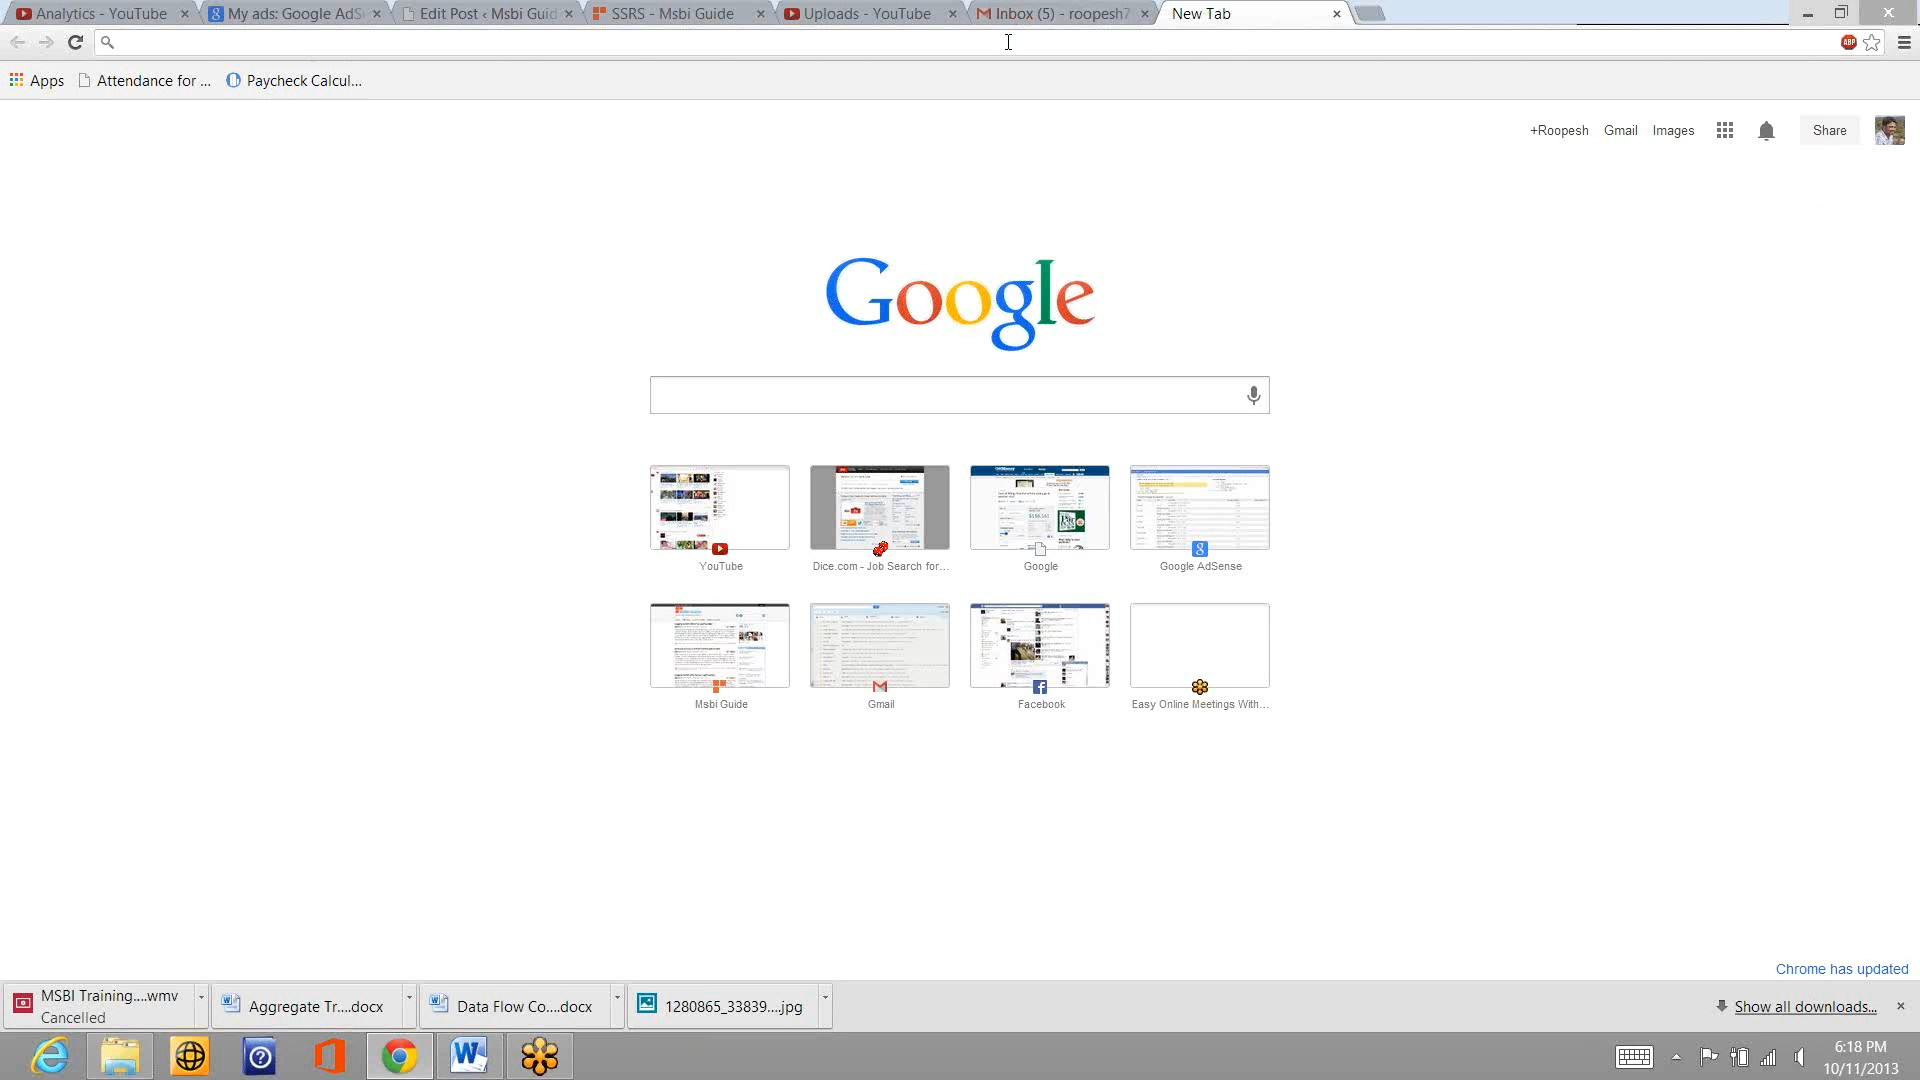 Analytics - YouTube
My ads: Google AdS
Edit Post ‹ Msbi Guid
SSRS - Msbi Guide
Uploads - YouTube
Inbox (5) - roopesh7
New Tab
ABP
Apps
Attendance for ...
Paycheck Calcul...
+Roopesh
Gmail
Images
Share
Google
YouTube
Dice.com - Job Search for...
Google
Google AdSense
Msbi Guide
Gmail
Facebook
Easy Online Meetings With...
Chrome has updated
MSBI Training....wmv
Cancelled
Aggregate Tr....docx
Data Flow Co....docx
1280865_33839....jpg
Show all downloads...
6:18 PM
10/11/2013